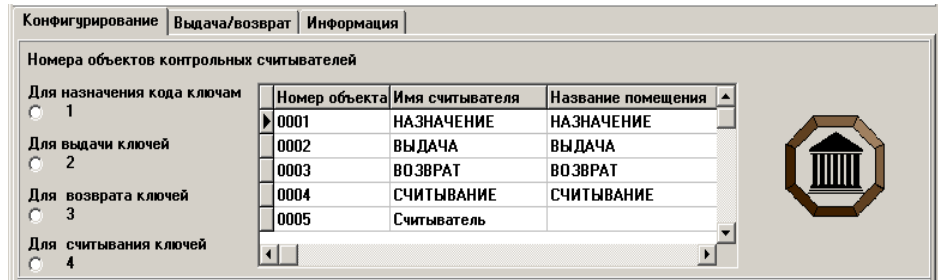 Конфигурирование Выдача/возврат Информация
Номера объектов контрольных считывателей
Для назначения кода ключам
1
Для выдачи ключей
2
Для возврата ключей
3
Для считывания ключей
4
Номер объекта Имя считывателя Название помещения
0001 НАЗНАЧЕНИЕ НАЗНАЧЕНИЕ
0002 ВЫДАЧА ВЫДАЧА
0003 ВОЗВРАТ ВОЗВРАТ
0004 СЧИТЫВАНИЕ СЧИТЫВАНИЕ
0005 Считыватель